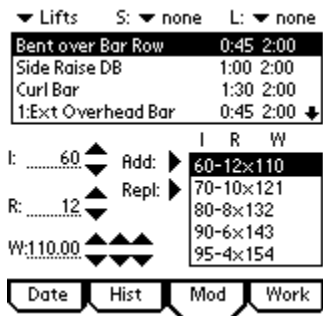 Lifts S: none L: none
Bent over Bar Row 0:45 2:00
Side Raise DB 1:00 2:00
Curl Bar 1:30 2:00
1:Ext Overhead Bar 0:45 2:00
I R W
I: 60 Add: 60-12x110
Repl: 70-10x121
R: 12 80-8x132
90-6x143
W:110.00 95-4x154
Date Hist Mod Work